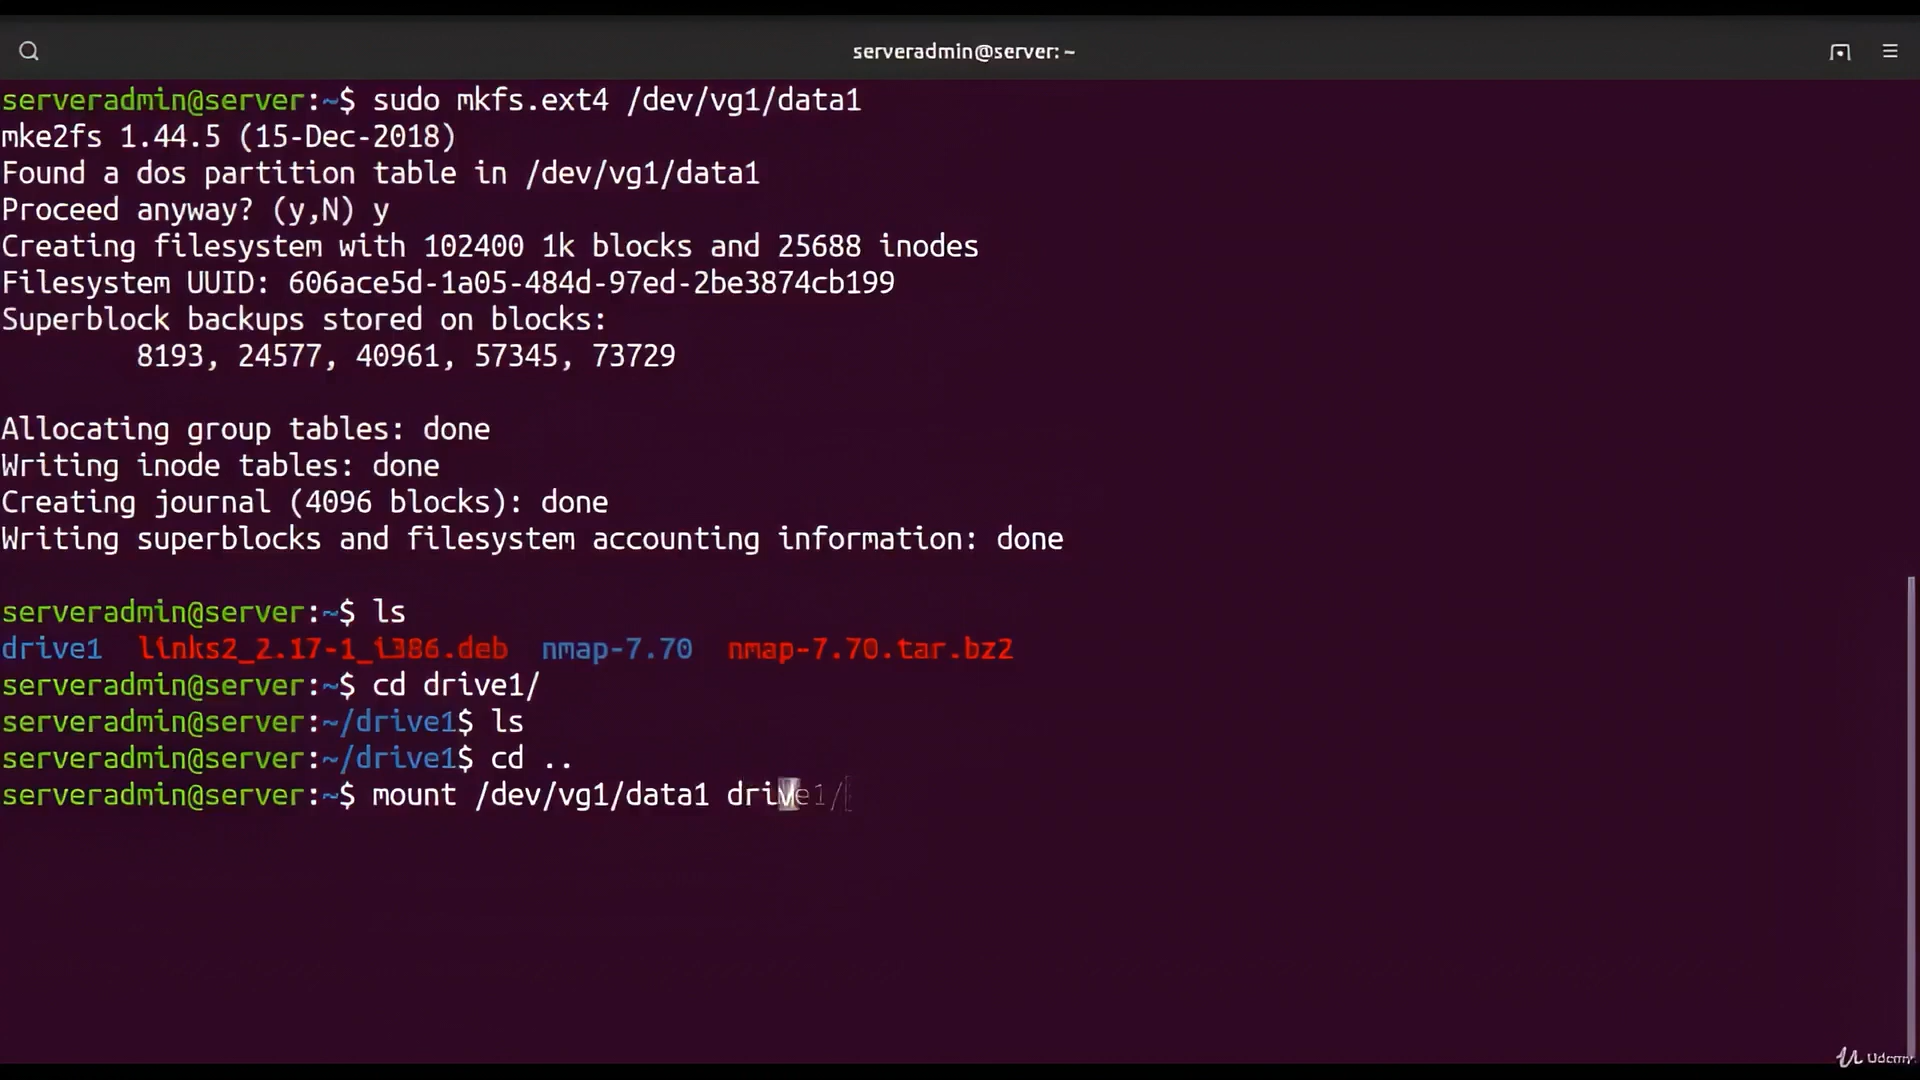 serveradmin@server: ~
serveradmin@server:~$ sudo mkfs.ext4 /dev/vg1/data1
mke2fs 1.44.5 (15-Dec-2018)
Found a dos partition table in /dev/vg1/data1
Proceed anyway? (y,N) y
Creating filesystem with 102400 1k blocks and 25688 inodes
Filesystem UUID: 606ace5d-1a05-484d-97ed-2be3874cb199
Superblock backups stored on blocks:
8193, 24577, 40961, 57345, 73729
Allocating group tables: done
Writing inode tables: done
Creating journal (4096 blocks): done
Writing superblocks and filesystem accounting information: done
serveradmin@server:~$ ls
drive1 links2_2.17-1_i386.deb nmap-7.70 nmap-7.70.tar.bz2
serveradmin@server:~$ cd drive1/
serveradmin@server:~/drive1$ ls
serveradmin@server:~/drive1$ cd ..
serveradmin@server:~$ mount /dev/vg1/data1 drive1/
Udemy